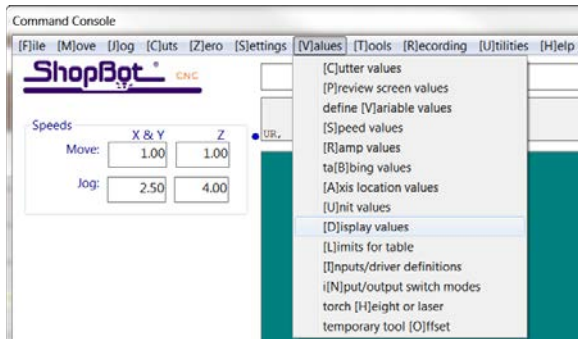 Command Console
[F]ile [M]ove [J]og [C]uts [Z]ero [S]ettings [V]alues [T]ools [R]ecording [U]tilities [H]elp
ShopBot CNC
Speeds
X & Y Z
Move: 1.00 1.00
Jog: 2.50 4.00
UR,
[C]utter values
[P]review screen values
define [V]ariable values
[S]peed values
[R]amp values
ta[B]bing values
[A]xis location values
[U]nit values
[D]isplay values
[L]imits for table
[I]nputs/driver definitions
i[N]put/output switch modes
torch [H]eight or laser
temporary tool [O]ffset